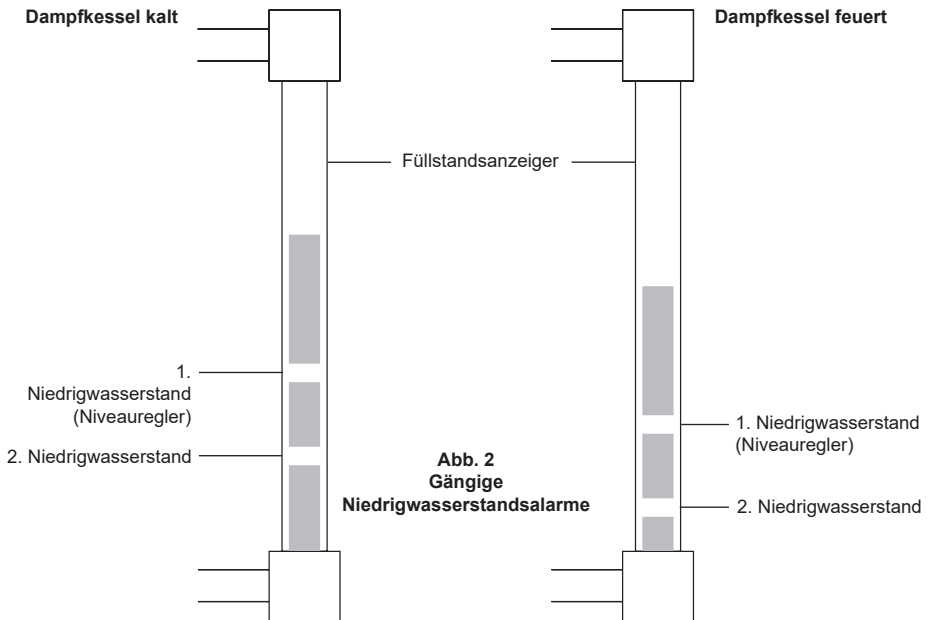 Dampfkessel kalt
Dampfkessel feuert
Füllstandsanzeiger
1.
Niedrigwasserstand
(Niveauregler)
2. Niedrigwasserstand
Abb. 2
Gängige
Niedrigwasserstandsalarme
1. Niedrigwasserstand
(Niveauregler)
2. Niedrigwasserstand